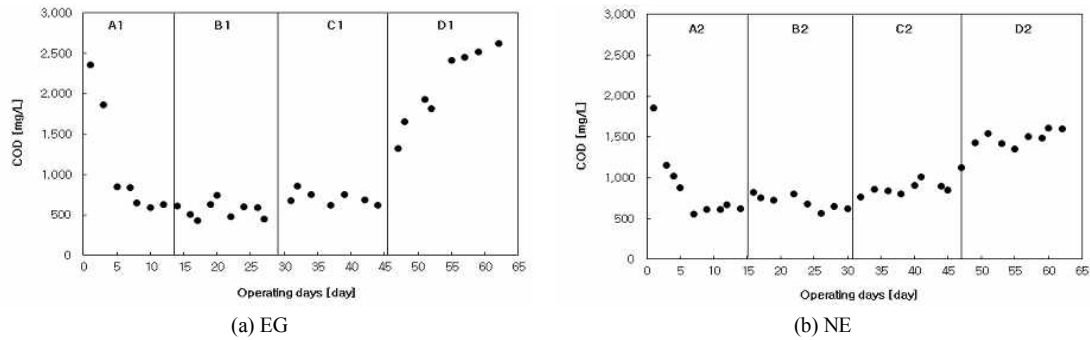 A1 B1 C1 D1
3,000
2,500
2,000
1,500
1,000
500
0
COD [mg/L]
0 5 10 15 20 25 30 35 40 45 50 55 60 65
Operating days [day]
(a) EG
A2 B2 C2 D2
3,000
2,500
2,000
1,500
1,000
500
0
COD [mg/L]
0 5 10 15 20 25 30 35 40 45 50 55 60 65
Operating days [day]
(b) NE